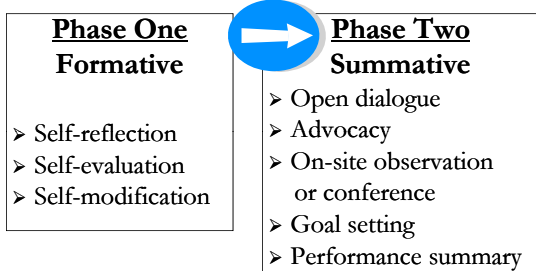 Phase One
Formative
➢ Self-reflection
➢ Self-evaluation
➢ Self-modification
Phase Two
Summative
➢ Open dialogue
➢ Advocacy
➢ On-site observation
or conference
➢ Goal setting
➢ Performance summary